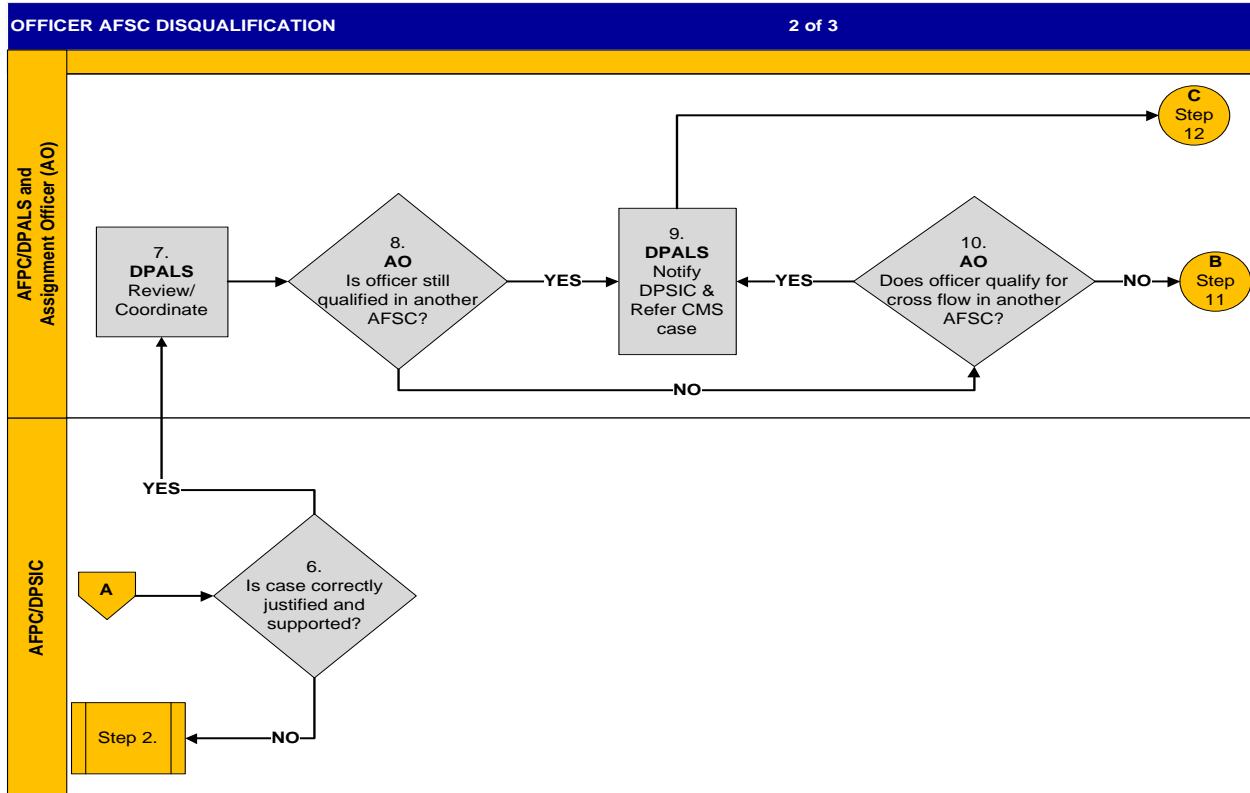 OFFICER AFSC DISQUALIFICATION 2 of 3
AFPC/DPALS and
Assignment Officer (AO)
C
Step
12
7.
DPALS
Review/
Coordinate
8.
AO
Is officer still
qualified in another
AFSC?
YES
9.
DPALS
Notify
DPSIC &
Refer CMS
case
YES
10.
AO
Does officer qualify for
cross flow in another
AFSC?
NO
B
Step
11
NO
AFPC/DPSIC
YES
A
6.
Is case correctly
justified and
supported?
NO
Step 2.